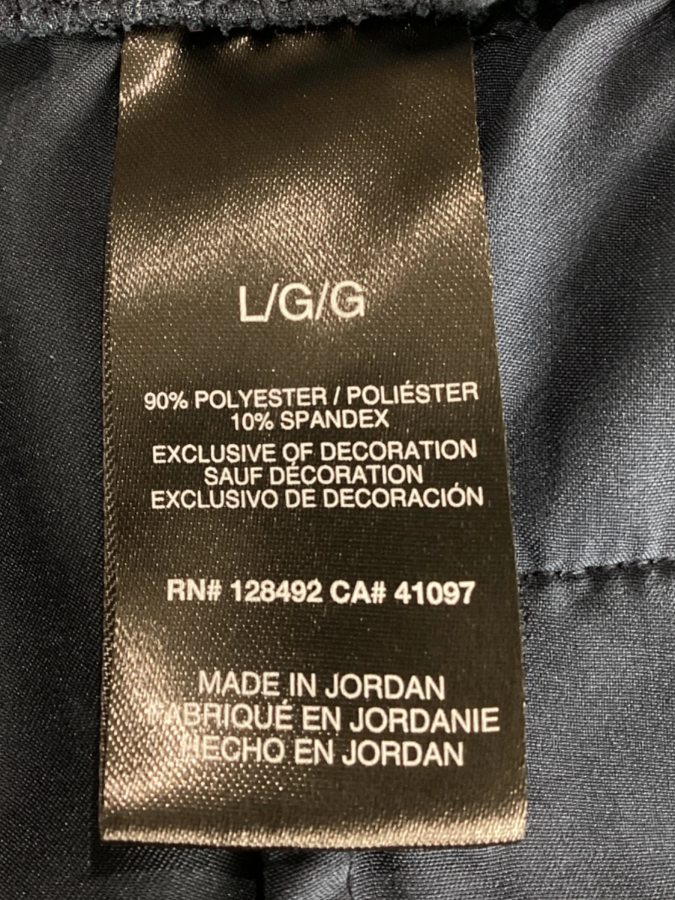 L/G/G
90% POLYESTER / POLIÉSTER
10% SPANDEX
EXCLUSIVE OF DECORATION
SAUF DÉCORATION
EXCLUSIVO DE DECORACIÓN
RN# 128492 CA# 41097
MADE IN JORDAN
FABRIQUÉ EN JORDANIE
HECHO EN JORDAN